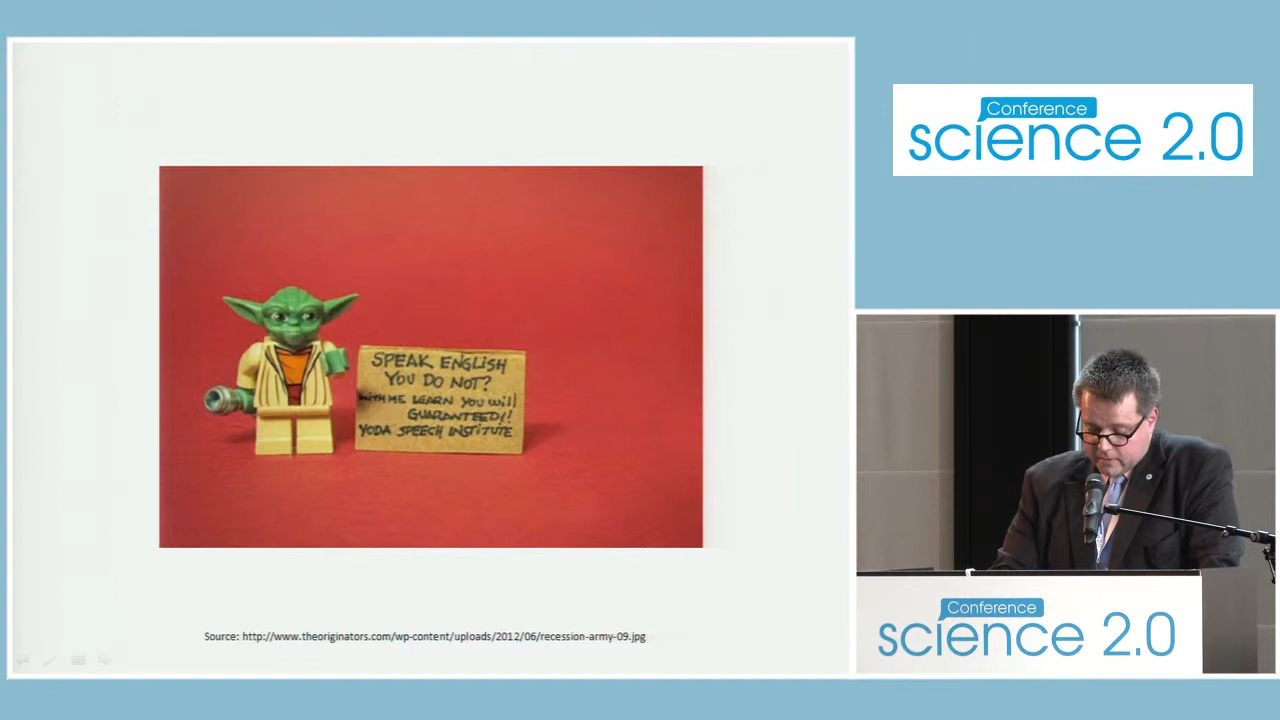 SPEAK ENGLISH
YOU DO NOT?
WITH ME LEARN YOU WILL
GUARANTEED!!
YODA SPEECH INSTITUTE
Source: http://www.theoriginators.com/wp-content/uploads/2012/06/recession-army-09.jpg
Conference
science 2.0
Conference
science 2.0